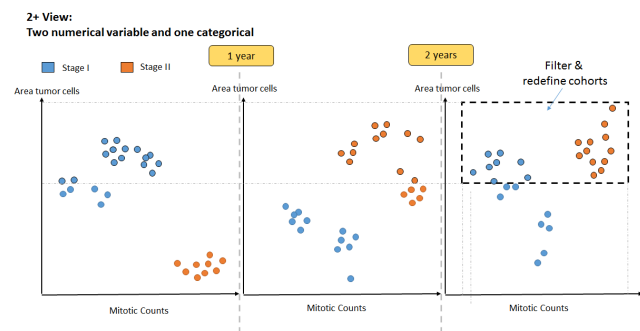 2+ View:
Two numerical variable and one categorical
1 year
2 years
Stage I
Stage II
Filter &
redefine cohorts
Area tumor cells
Area tumor cells
Area tumor cells
Mitotic Counts
Mitotic Counts
Mitotic Counts